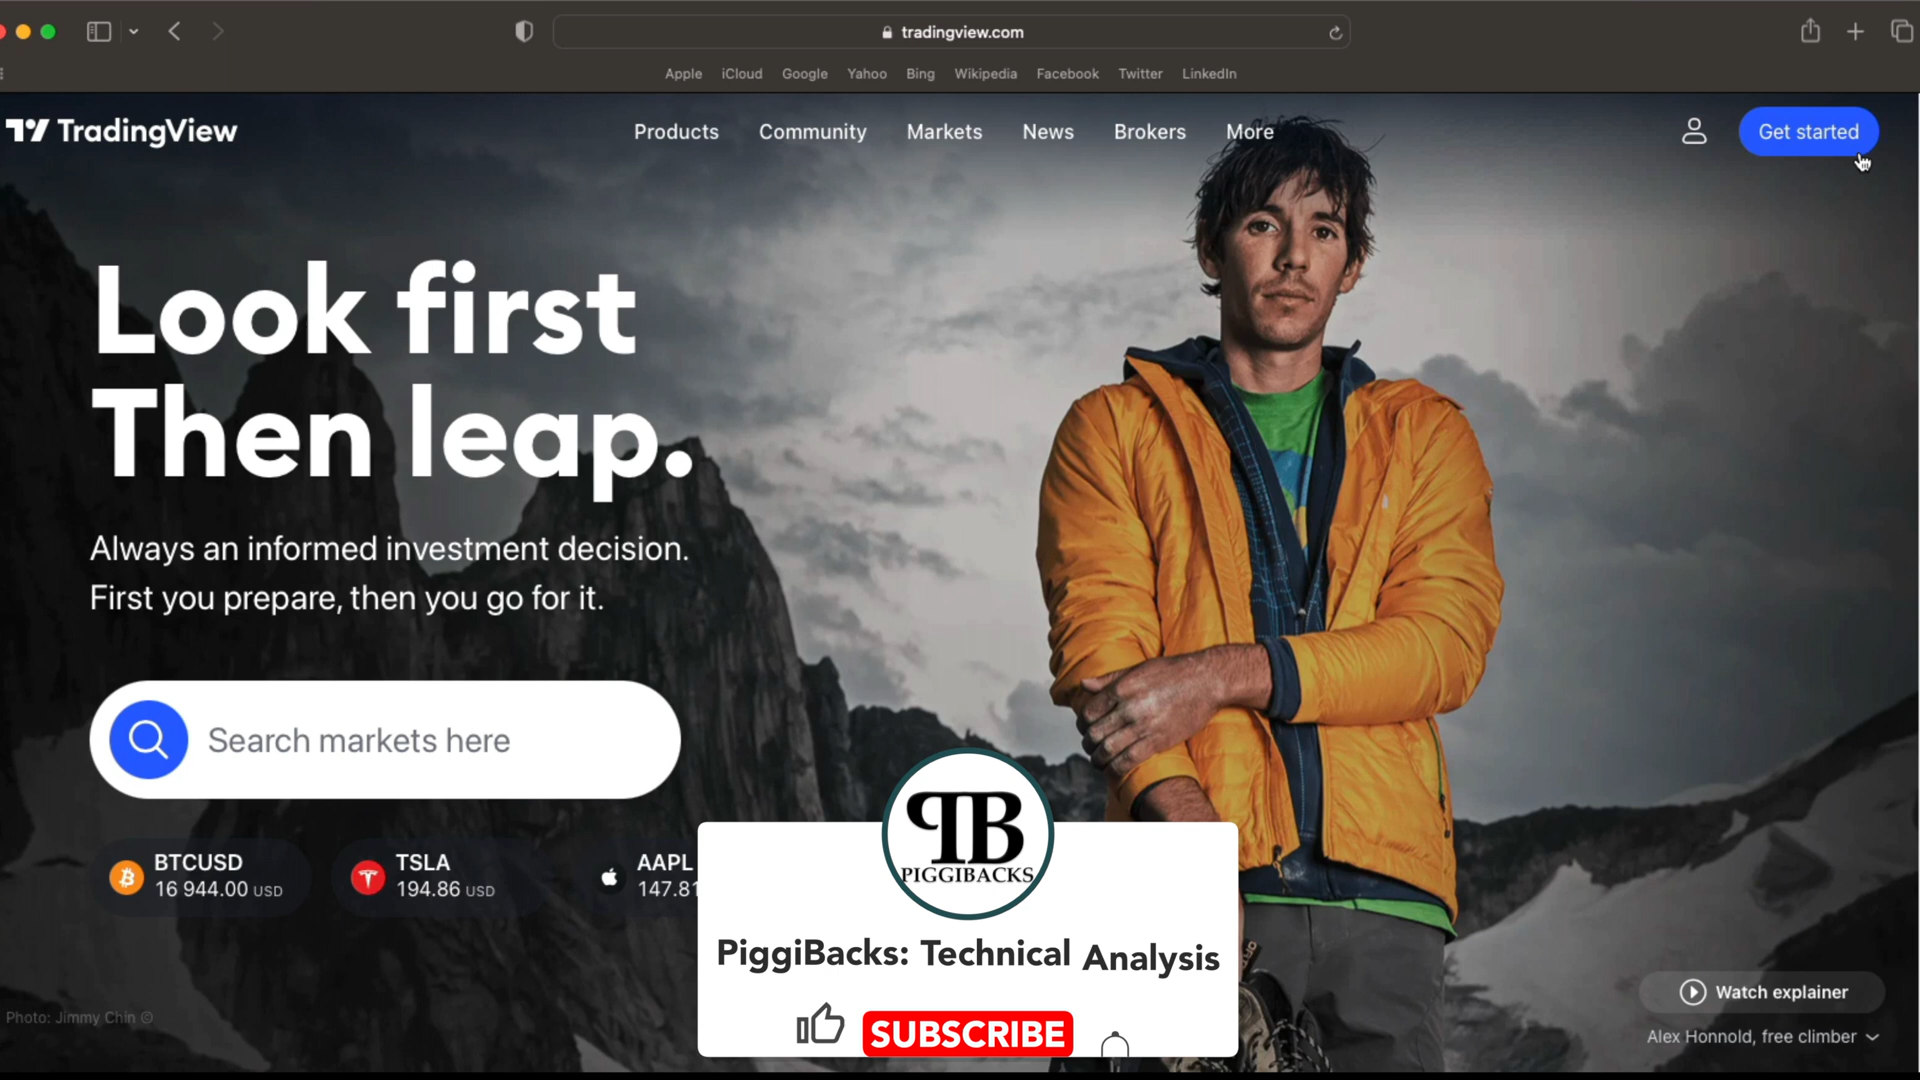 tradingview.com
Apple iCloud Google Yahoo Bing Wikipedia Facebook Twitter LinkedIn
TradingView Products Community Markets News Brokers More Get started
Look first
Then leap.
Always an informed investment decision.
First you prepare, then you go for it.
Search markets here
BTCUSD
16 944.00 USD
TSLA
194.86 USD
AAPL
147.81
PB
PIGGIBACKS
PiggiBacks: Technical Analysis
SUBSCRIBE
Watch explainer
Photo: Jimmy Chin ©
Alex Honnold, free climber